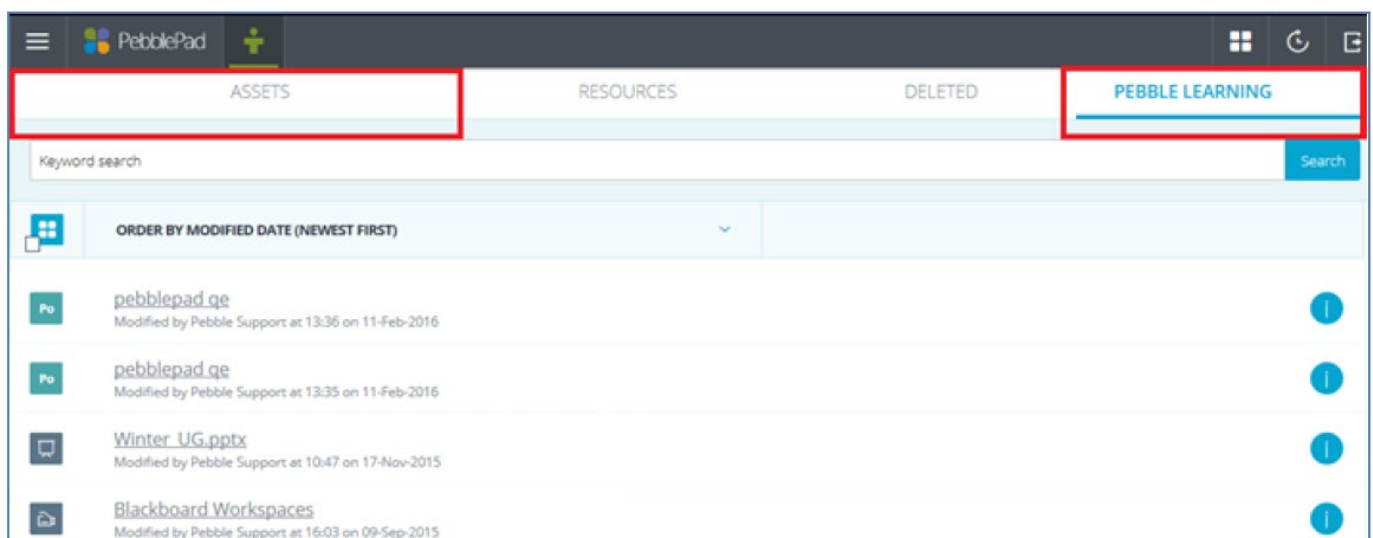 PebblePad
ASSETS RESOURCES DELETED PEBBLE LEARNING
Keyword search Search
ORDER BY MODIFIED DATE (NEWEST FIRST)
Po pebblepad qe
Modified by Pebble Support at 13:36 on 11-Feb-2016
Po pebblepad qe
Modified by Pebble Support at 13:35 on 11-Feb-2016
Winter_UG.pptx
Modified by Pebble Support at 10:47 on 17-Nov-2015
Blackboard Workspaces
Modified by Pebble Support at 16:03 on 09-Sep-2015